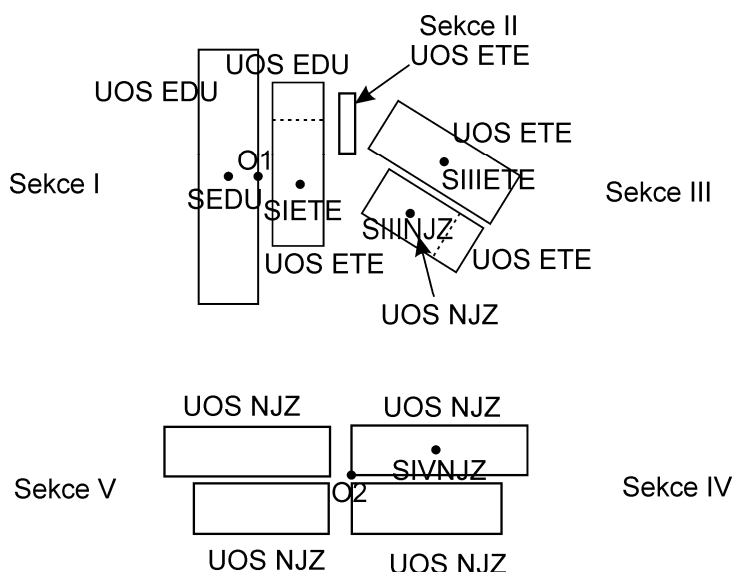 Sekce II
UOS ETE
UOS EDU
UOS EDU
UOS ETE
O1
SIIIETE
Sekce I
SEDU
SIETE
Sekce III
SIIINJZ
UOS ETE
UOS ETE
UOS NJZ
UOS NJZ
UOS NJZ
SIVNJZ
Sekce V
O2
Sekce IV
UOS NJZ
UOS NJZ